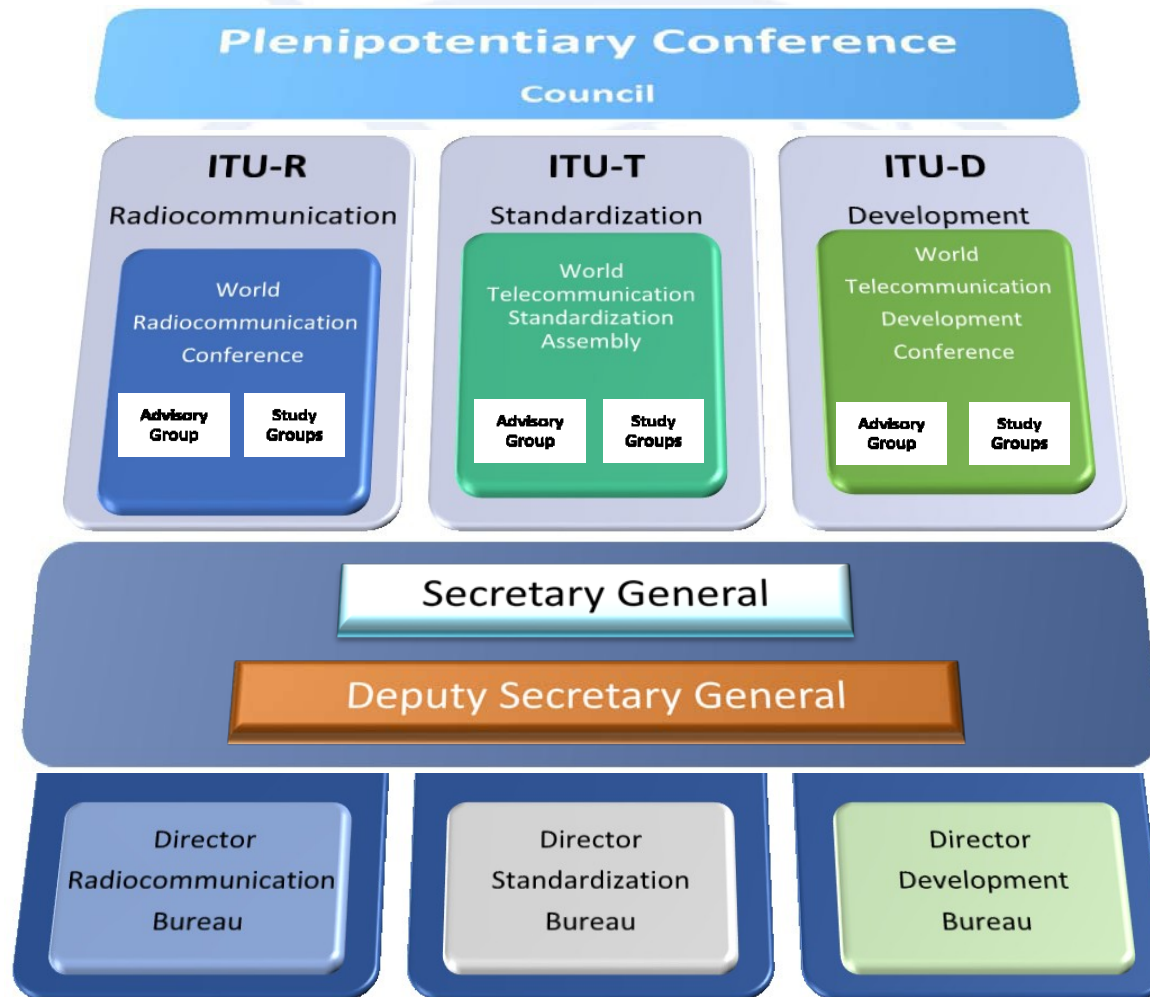 Plenipotentiary Conference
Council
ITU-R
Radiocommunication
World
Radiocommunication
Conference
Advisory
Group
Study
Groups
ITU-T
Standardization
World
Telecommunication
Standardization
Assembly
Advisory
Group
Study
Groups
ITU-D
Development
World
Telecommunication
Development
Conference
Advisory
Group
Study
Groups
Secretary General
Deputy Secretary General
Director
Radiocommunication
Bureau
Director
Standardization
Bureau
Director
Development
Bureau